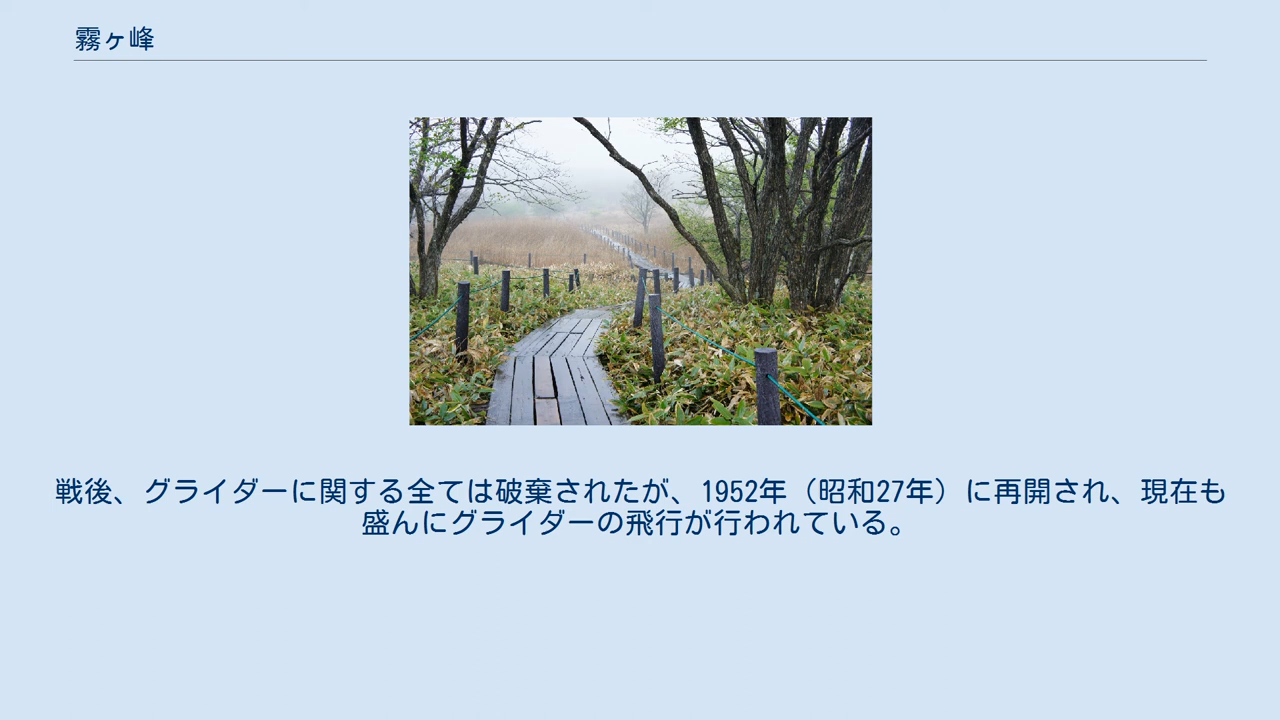 霧ヶ峰
戦後、グライダーに関する全ては破棄されたが、1952年（昭和27年）に再開され、現在も
盛んにグライダーの飛行が行われている。